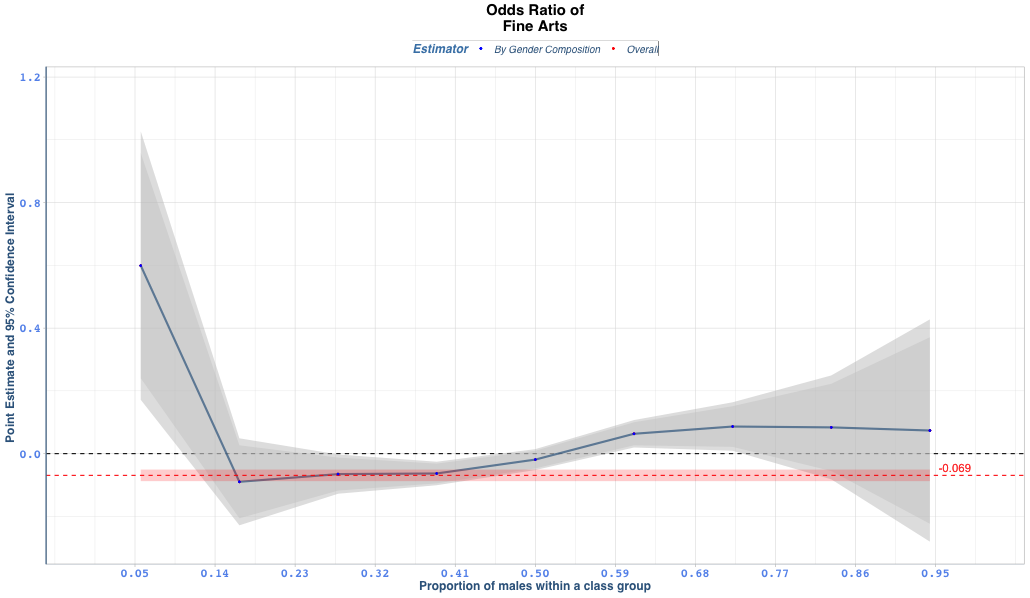 Odds Ratio of
Fine Arts
Estimator By Gender Composition Overall
Point Estimate and 95% Confidence Interval
1.2
0.8
0.4
0.0
-0.069
0.05 0.14 0.23 0.32 0.41 0.50 0.59 0.68 0.77 0.86 0.95
Proportion of males within a class group